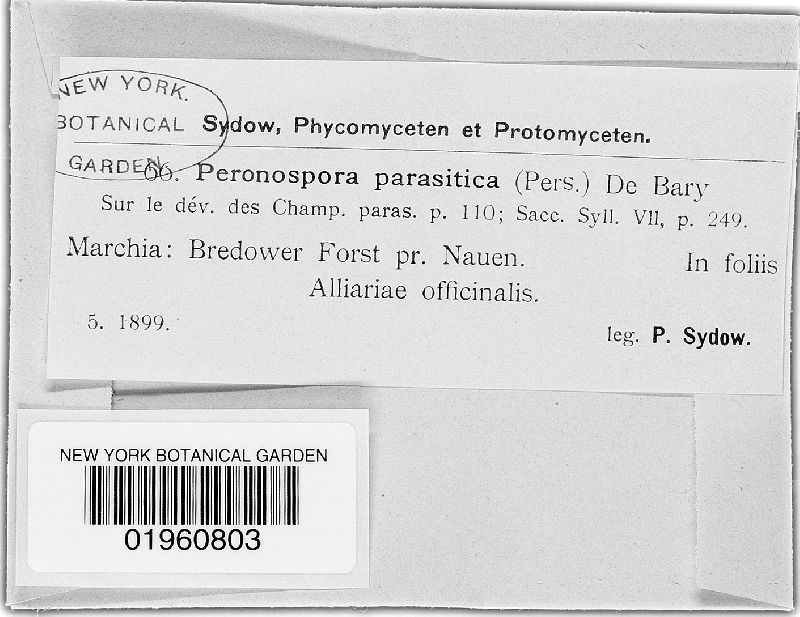 NEW YORK.
BOTANICAL
GARDEN
Sydow, Phycomyceten et Protomyceten.
66. Peronospora parasitica (Pers.) De Bary
Sur le dév. des Champ. paras. p. 110; Sacc. Syll. VII, p. 249.
Marchia: Bredower Forst pr. Nauen. In foliis
Alliariae officinalis.
5. 1899.
leg. P. Sydow.
NEW YORK BOTANICAL GARDEN
01960803